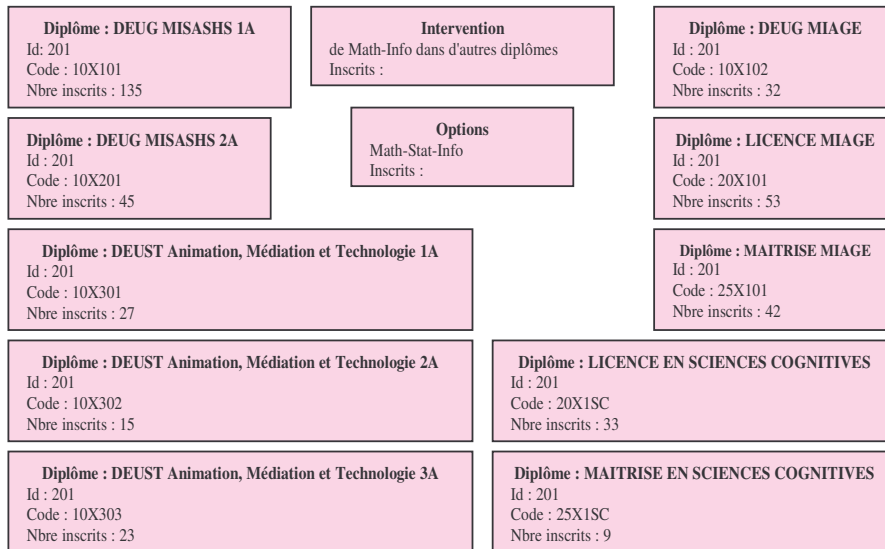 Diplôme : DEUG MISASHS 1A
Id: 201
Code : 10X101
Nbre inscrits : 135
Intervention
de Math-Info dans d'autres diplômes
Inscrits :
Diplôme : DEUG MIAGE
Id : 201
Code : 10X102
Nbre inscrits : 32
Diplôme : DEUG MISASHS 2A
Id : 201
Code : 10X201
Nbre inscrits : 45
Options
Math-Stat-Info
Inscrits :
Diplôme : LICENCE MIAGE
Id : 201
Code : 20X101
Nbre inscrits : 53
Diplôme : DEUST Animation, Médiation et Technologie 1A
Id : 201
Code : 10X301
Nbre inscrits : 27
Diplôme : MAITRISE MIAGE
Id : 201
Code : 25X101
Nbre inscrits : 42
Diplôme : DEUST Animation, Médiation et Technologie 2A
Id : 201
Code : 10X302
Nbre inscrits : 15
Diplôme : LICENCE EN SCIENCES COGNITIVES
Id : 201
Code : 20X1SC
Nbre inscrits : 33
Diplôme : DEUST Animation, Médiation et Technologie 3A
Id : 201
Code : 10X303
Nbre inscrits : 23
Diplôme : MAITRISE EN SCIENCES COGNITIVES
Id : 201
Code : 25X1SC
Nbre inscrits : 9